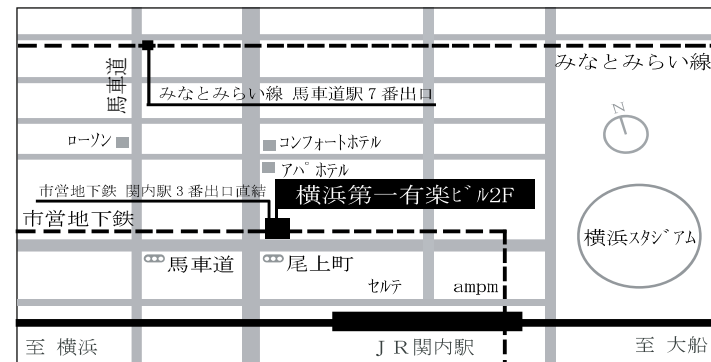 みなとみらい線
馬車道
みなとみらい線 馬車道駅7番出口
N
ローソン
コンフォートホテル
アパホテル
市営地下鉄 関内駅3番出口直結
横浜第一有楽ビル2F
市営地下鉄
横浜スタジアム
馬車道
尾上町
セルテ
ampm
至 横浜
JR関内駅
至 大船